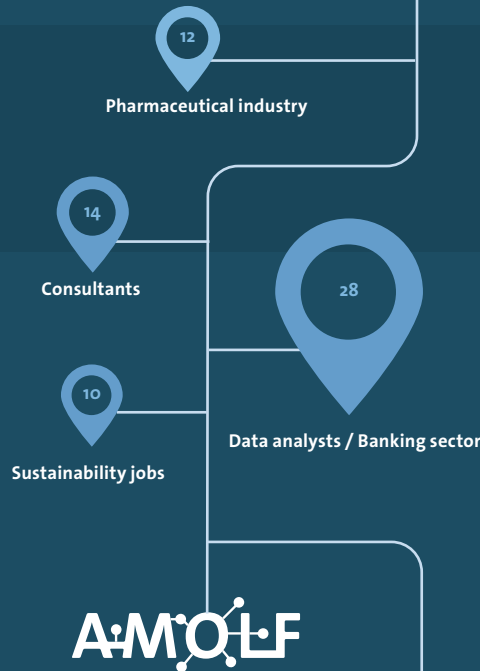 12
Pharmaceutical industry
14
Consultants
28
Data analysts / Banking sector
10
Sustainability jobs
AMOLF